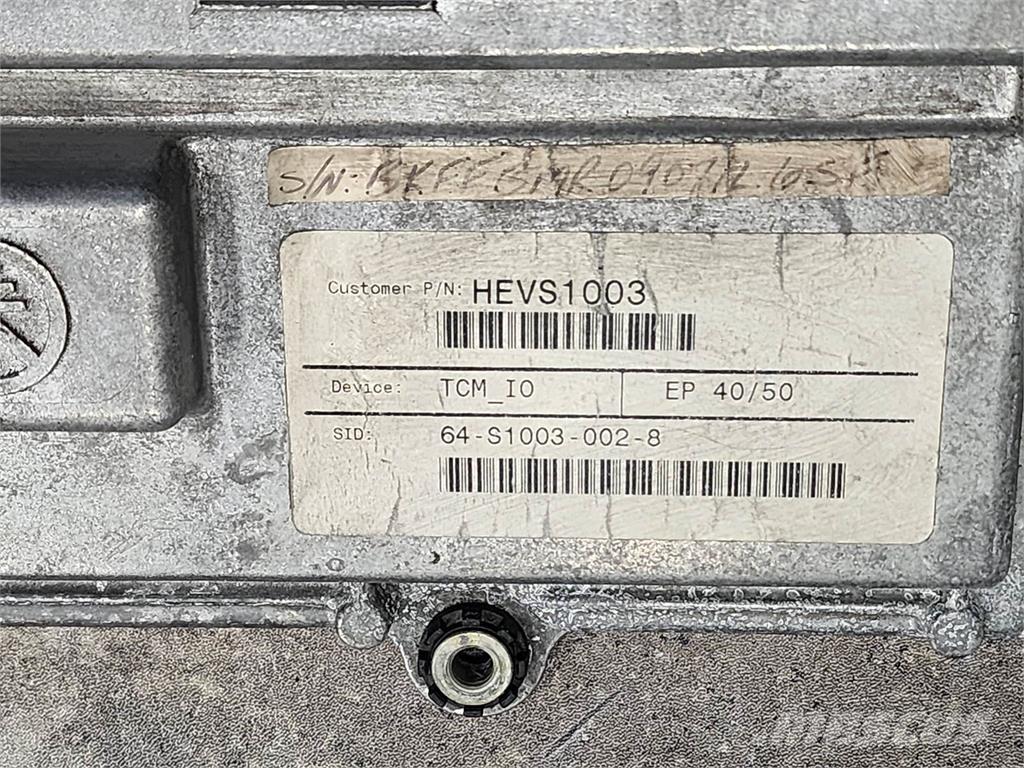 S/N:
Customer P/N: HEVS1003
Device: TCM_IO EP 40/50
SID: 64-S1003-002-8